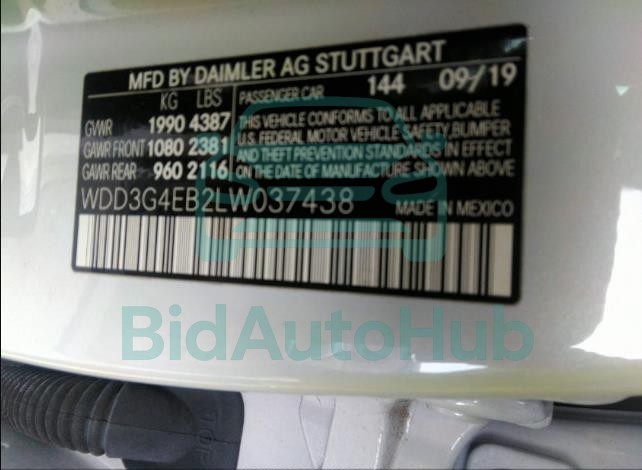 MFD BY DAIMLER AG STUTTGART
KG LBS
GVWR 1990 4387
GAWR FRONT 1080 2381
GAWR REAR 960 2116
PASSENGER CAR 144 09/19
THIS VEHICLE CONFORMS TO ALL APPLICABLE
U.S. FEDERAL MOTOR VEHICLE SAFETY, BUMPER
AND THEFT PREVENTION STANDARDS IN EFFECT
ON THE DATE OF MANUFACTURE SHOWN ABOVE
WDD3G4EB2LW037438 MADE IN MEXICO
BidAutoHub
TOP